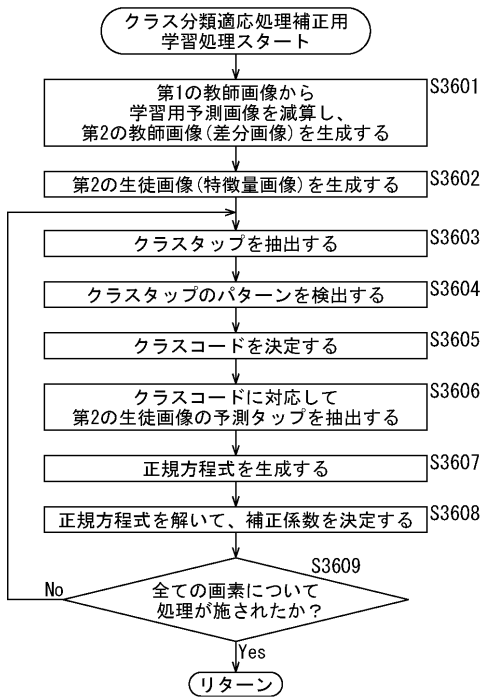 クラス分類適応処理補正用
学習処理スタート
第1の教師画像から
学習用予測画像を減算し、
第2の教師画像(差分画像)を生成する
S3601
第2の生徒画像(特徴量画像)を生成する
S3602
クラスタップを抽出する
S3603
クラスタップのパターンを検出する
S3604
クラスコードを決定する
S3605
クラスコードに対応して
第2の生徒画像の予測タップを抽出する
S3606
正規方程式を生成する
S3607
正規方程式を解いて、補正係数を決定する
S3608
S3609
全ての画素について
処理が施されたか？
No
Yes
リターン